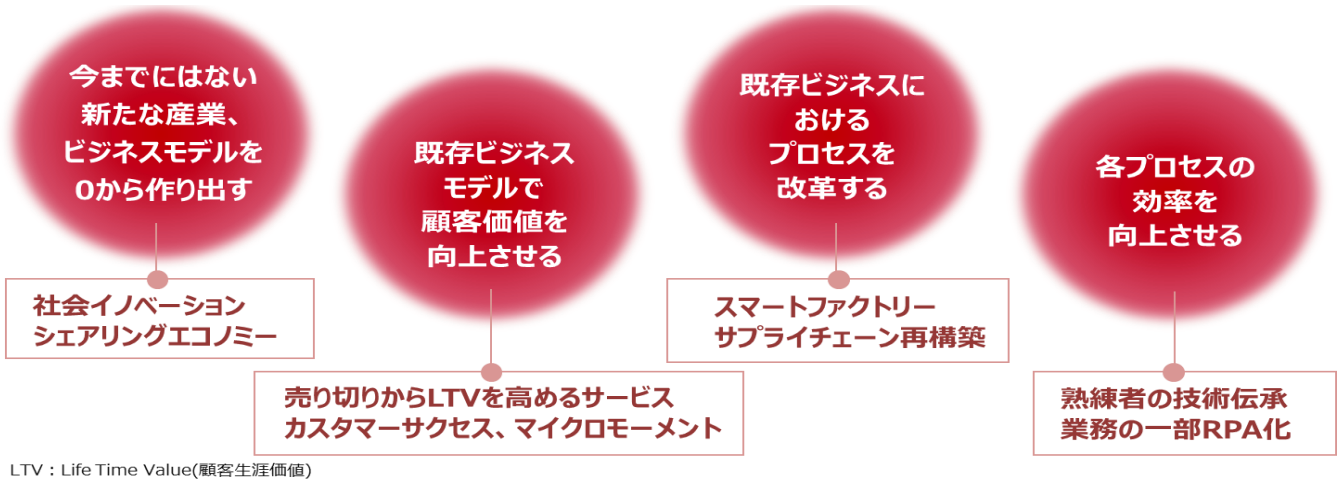 今までにはない
新たな産業、
ビジネスモデルを
0から作り出す
社会イノベーション
シェアリングエコノミー
既存ビジネス
モデルで
顧客価値を
向上させる
売り切りからLTVを高めるサービス
カスタマーサクセス、マイクロモーメント
既存ビジネスに
おける
プロセスを
改革する
スマートファクトリー
サプライチェーン再構築
各プロセスの
効率を
向上させる
熟練者の技術伝承
業務の一部RPA化
LTV：Life Time Value(顧客生涯価値)